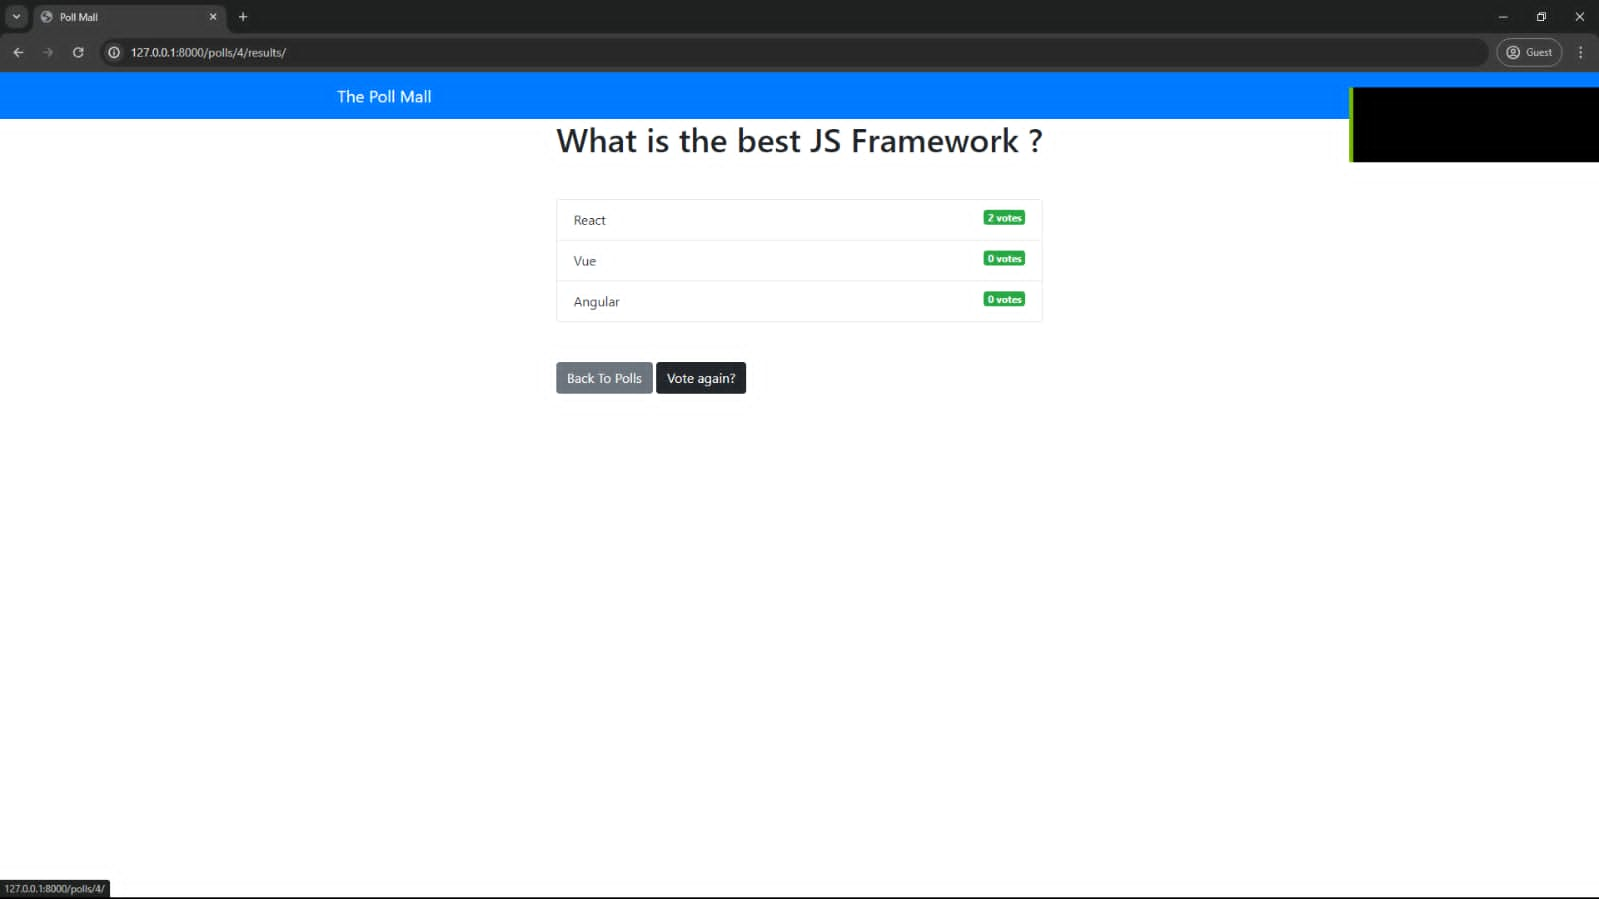 Poll Mall
127.0.0.1:8000/polls/4/results/
Guest
The Poll Mall
What is the best JS Framework ?
React 2 votes
Vue 0 votes
Angular 0 votes
Back To Polls Vote again?
127.0.0.1:8000/polls/4/